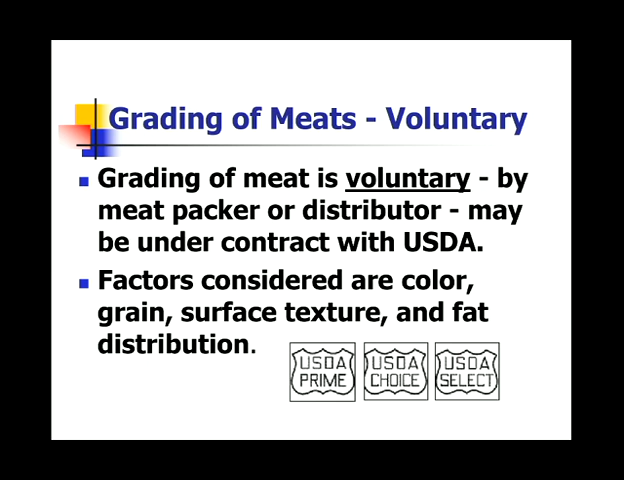 Grading of Meats - Voluntary
Grading of meat is voluntary - by
meat packer or distributor - may
be under contract with USDA.
Factors considered are color,
grain, surface texture, and fat
distribution.
USDA
PRIME
USDA
CHOICE
USDA
SELECT